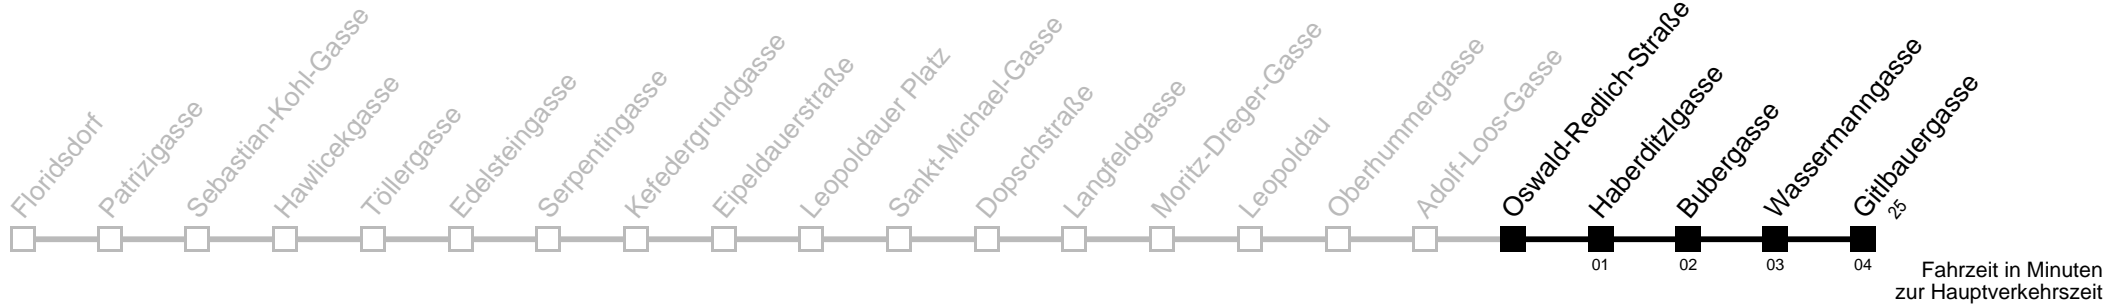 Floridsdorf
Patrizigasse
Sebastian-Kohl-Gasse
Hawlicekgasse
Töllergasse
Edelsteingasse
Serpentingasse
Kefedergrundgasse
Eipeldauerstraße
Leopoldauer Platz
Sankt-Michael-Gasse
Dopschstraße
Langfeldgasse
Moritz-Dreger-Gasse
Leopoldau
Oberhummergasse
Adolf-Loos-Gasse
Oswald-Redlich-Straße
Haberditzlgasse
Bubergasse
Wassermanngasse
Gitlbauergasse
25
01
02
03
04
Fahrzeit in Minuten
zur Hauptverkehrszeit